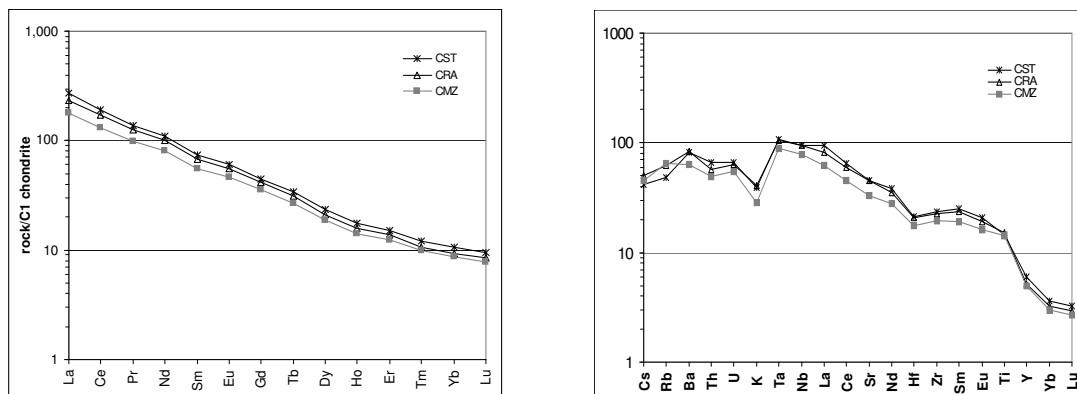 1,000
100
10
1
rock/C1 chondrite
CST
CRA
CMZ
La Ce Pr Nd Sm Eu Gd Tb Dy Ho Er Tm Yb Lu
1000
100
10
1
CST
CRA
CMZ
Cs Rb Ba Th U K Ta Nb La Ce Sr Nd Hf Zr Sm Eu Ti Y Yb Lu